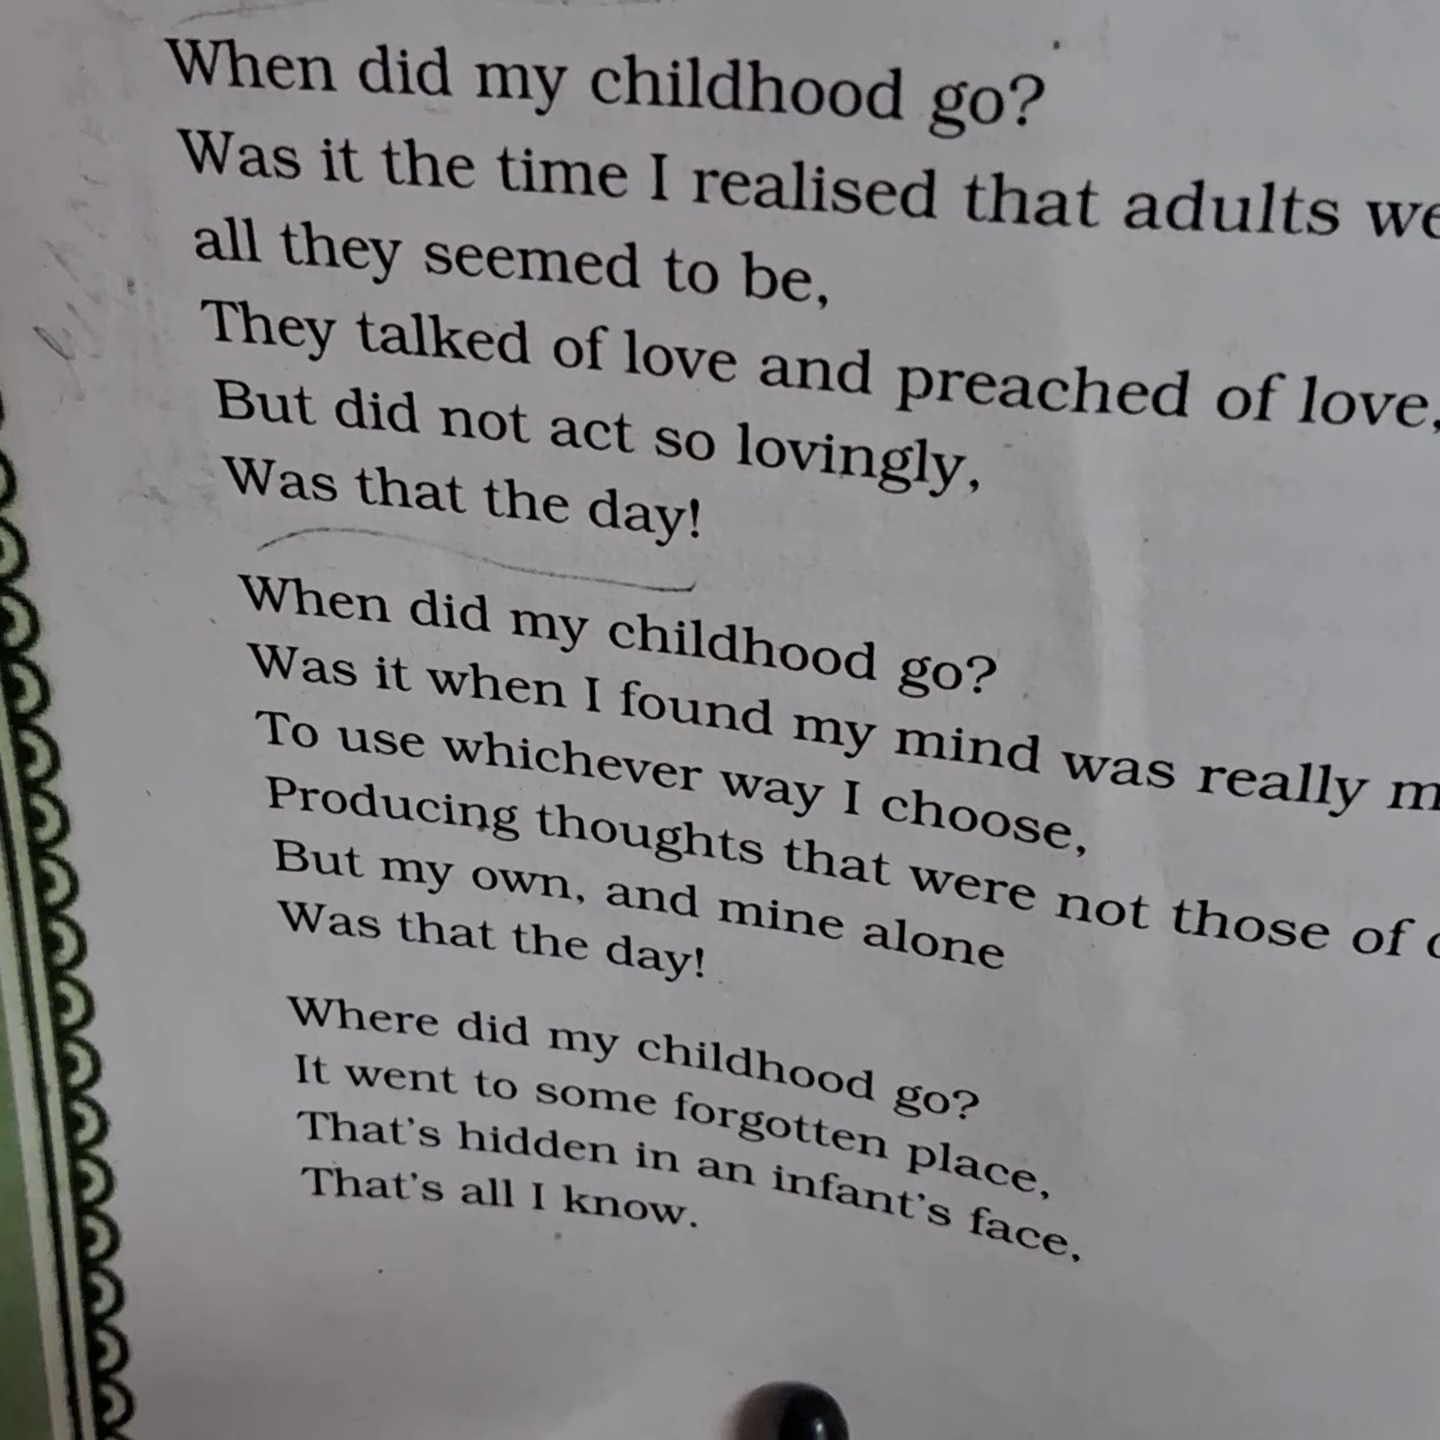 When did my childhood go?
Was it the time I realised that adults
all they seemed to be,
They talked of love and preached of love,
But did not act so lovingly,
Was that the day!
When did my childhood go?
Was it when I found my mind was really
To use whichever way I choose,
Producing thoughts that were not those of
But my own, and mine alone
Was that the day!
Where did my childhood go?
It went to some forgotten place,
That's hidden in an infant's face,
That's all I know.